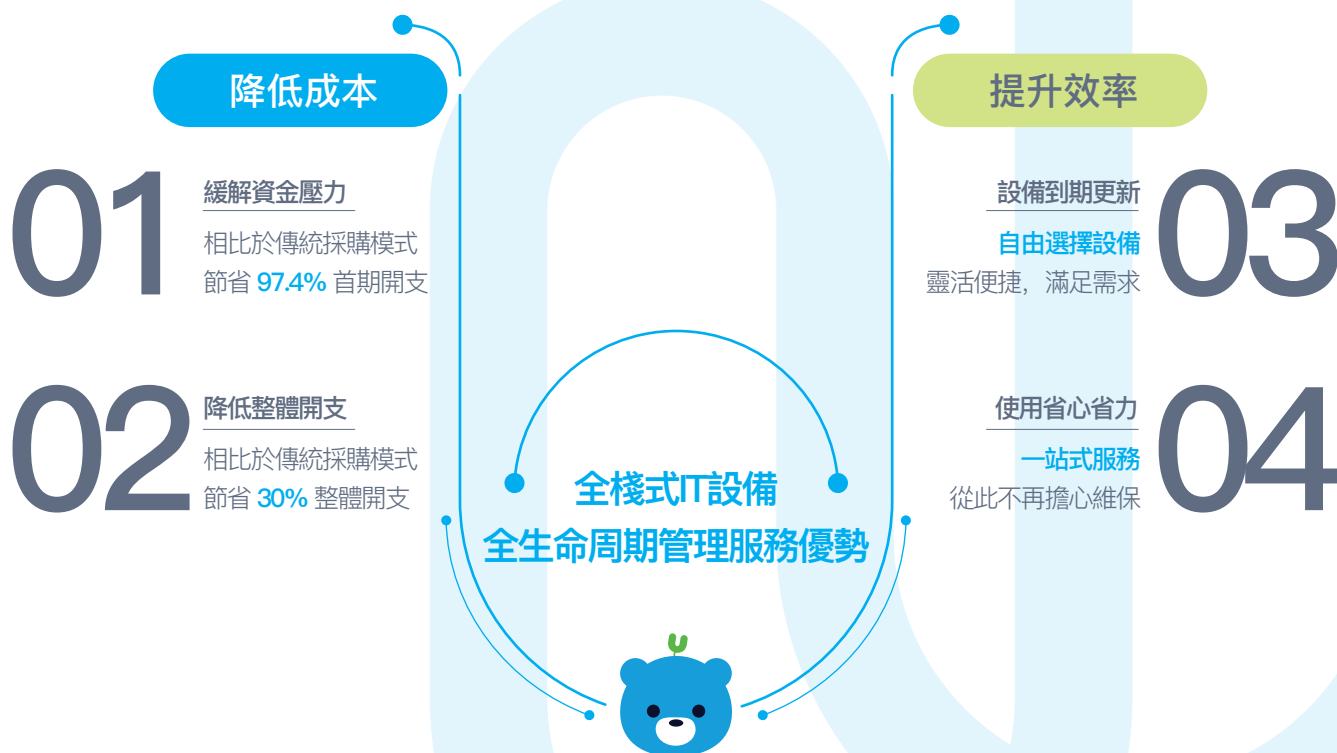 降低成本
01
緩解資金壓力
相比於傳統採購模式
節省 97.4% 首期開支
02
降低整體開支
相比於傳統採購模式
節省 30% 整體開支
提升效率
03
設備到期更新
自由選擇設備
靈活便捷，滿足需求
04
使用省心省力
一站式服務
從此不再擔心維保
全棧式IT設備
全生命周期管理服務優勢